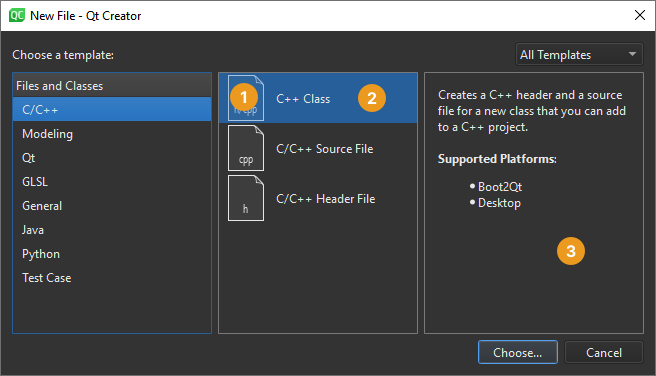 QC New File - Qt Creator
Choose a template:
All Templates
Files and Classes
C/C++
Modeling
Qt
GLSL
General
Java
Python
Test Case
1
C++ Class
2
cpp
C/C++ Source File
h
C/C++ Header File
Creates a C++ header and a source
file for a new class that you can add
to a C++ project.
Supported Platforms:
• Boot2Qt
• Desktop
3
Choose...
Cancel